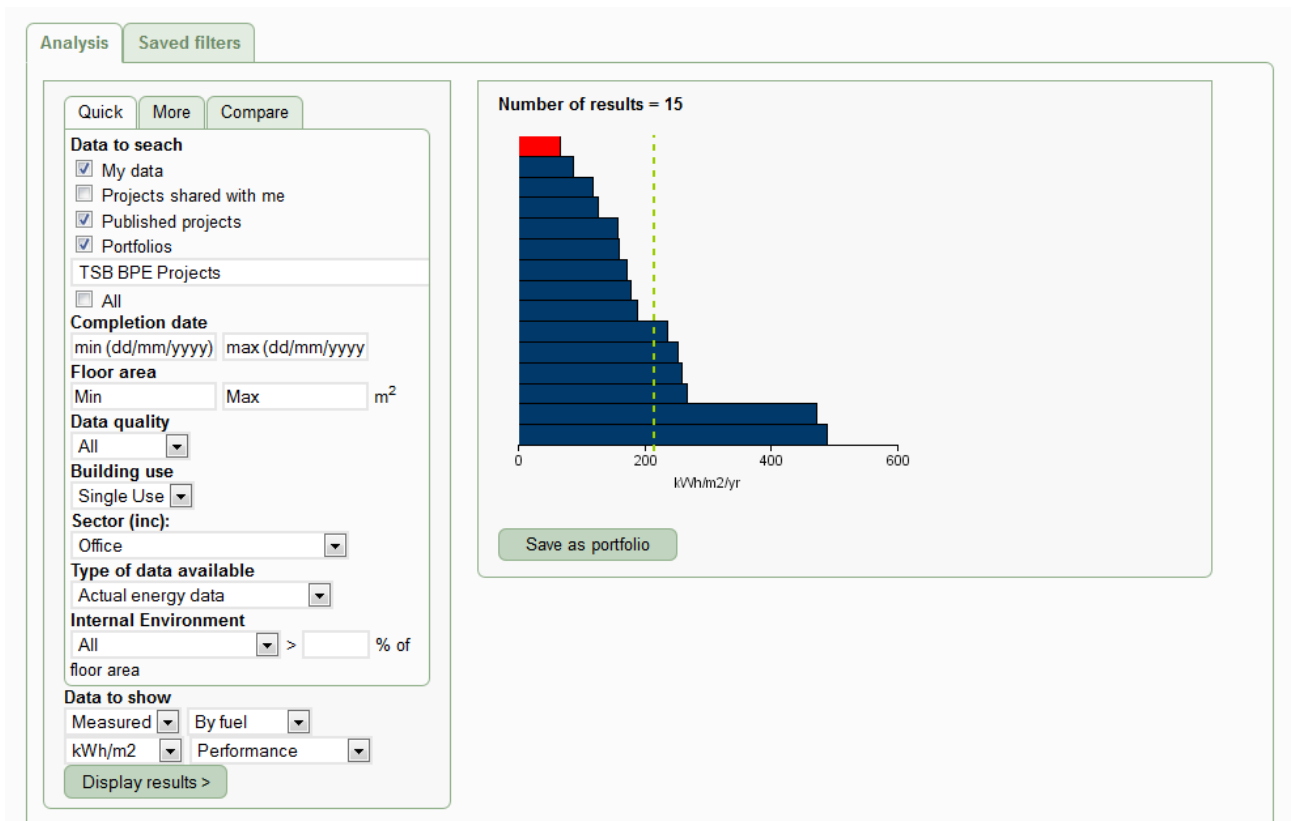 Analysis Saved filters
Quick More Compare
Data to seach
My data
Projects shared with me
Published projects
Portfolios
TSB BPE Projects
All
Completion date
min (dd/mm/yyyy) max (dd/mm/yyyy
Floor area
Min Max m2
Data quality
All
Building use
Single Use
Sector (inc):
Office
Type of data available
Actual energy data
Internal Environment
All > % of
floor area
Data to show
Measured By fuel
kWh/m2 Performance
Display results >
Number of results = 15
0 200 400 600
kWh/m2/yr
Save as portfolio